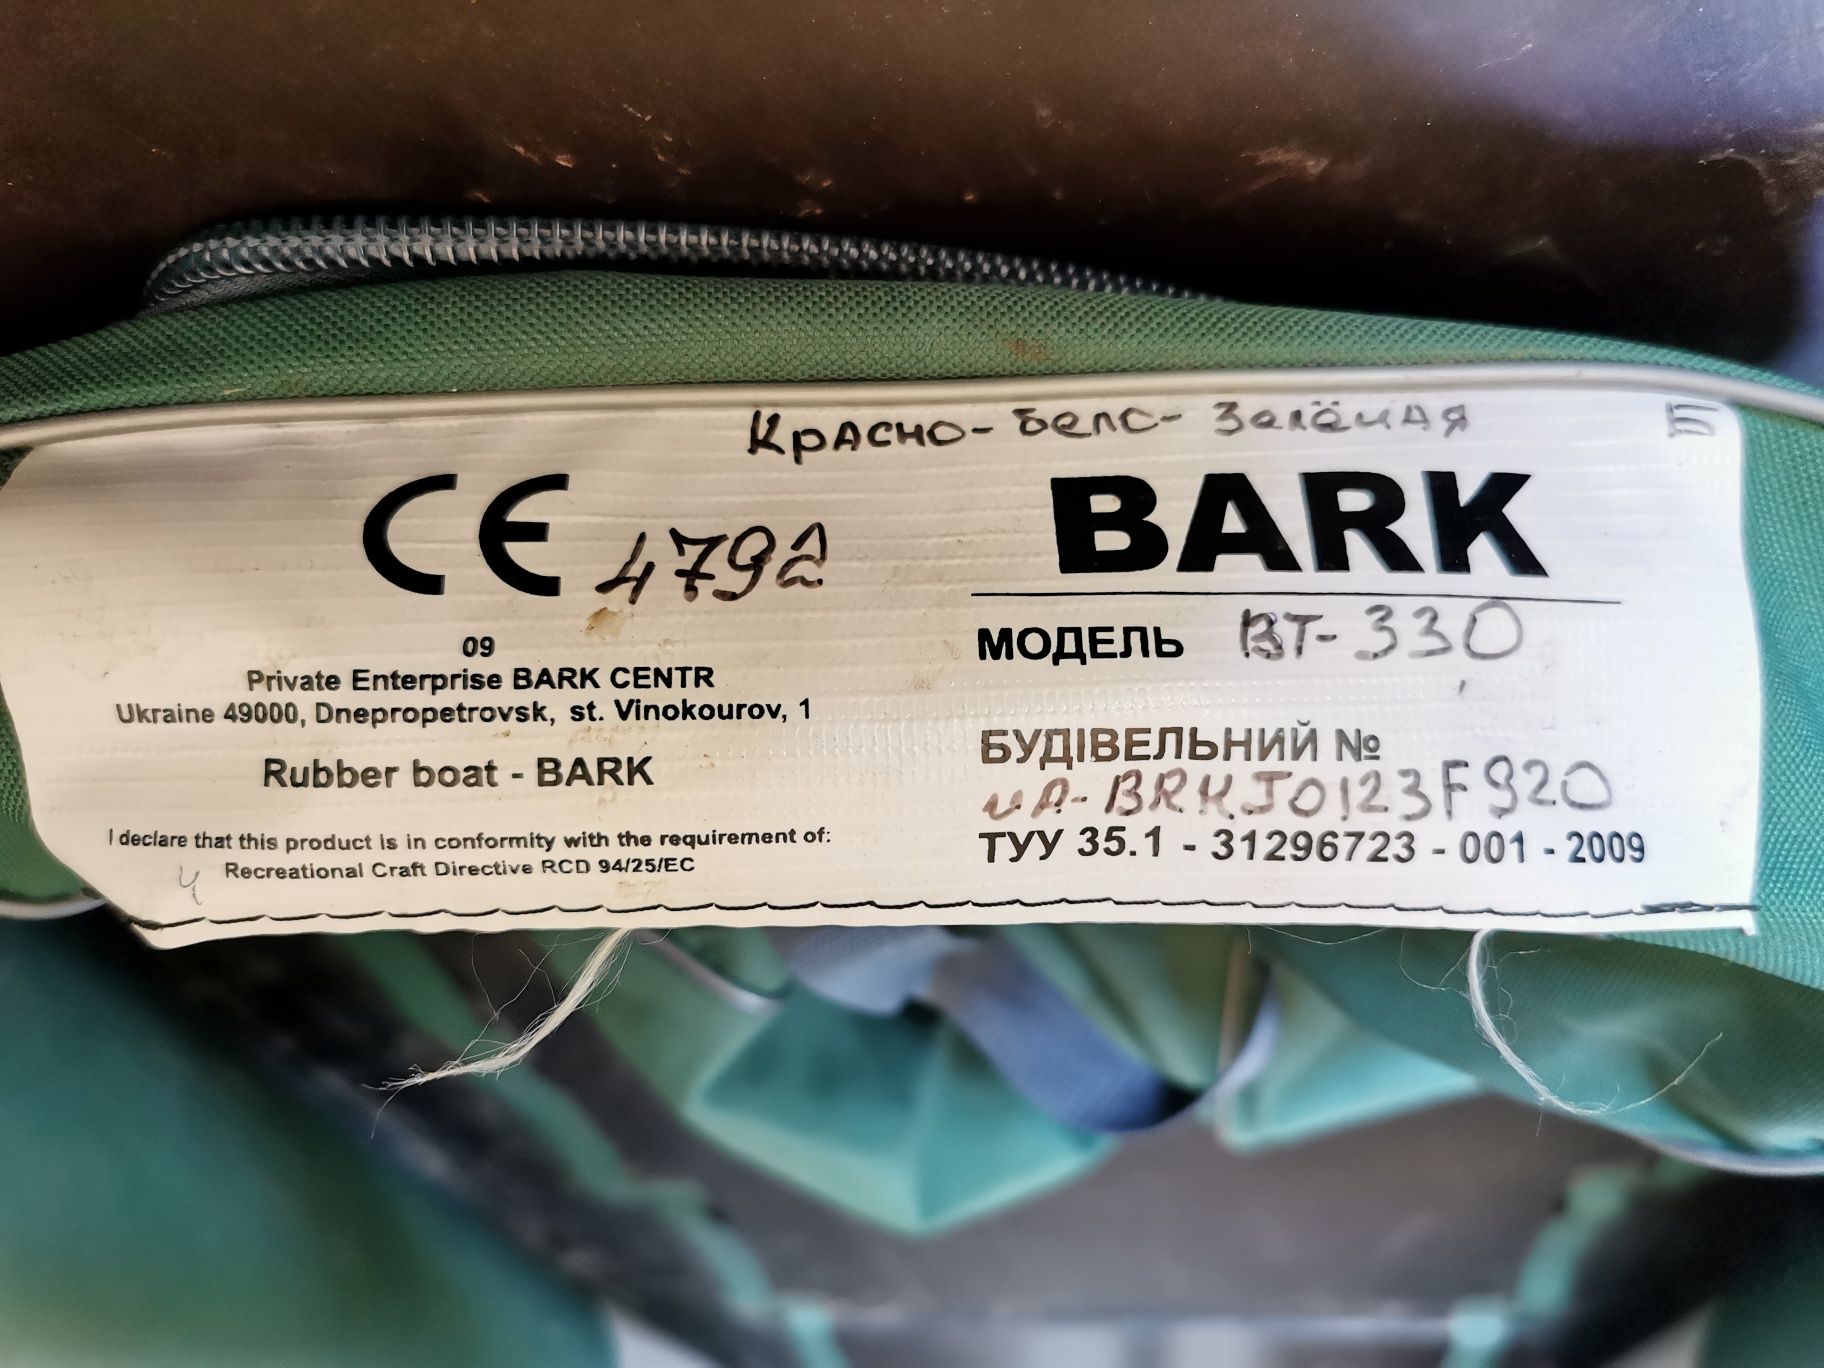 Красно-бело-зелёная
CE 4792
09
Private Enterprise BARK CENTR
Ukraine 49000, Dnepropetrovsk, st. Vinokourov, 1
Rubber boat - BARK
I declare that this product is in conformity with the requirement of:
Recreational Craft Directive RCD 94/25/EC
4
BARK
МОДЕЛЬ BT-330
БУДІВЕЛЬНИЙ №
UA-BRKJ0123F920
ТУУ 35.1 - 31296723 - 001 - 2009